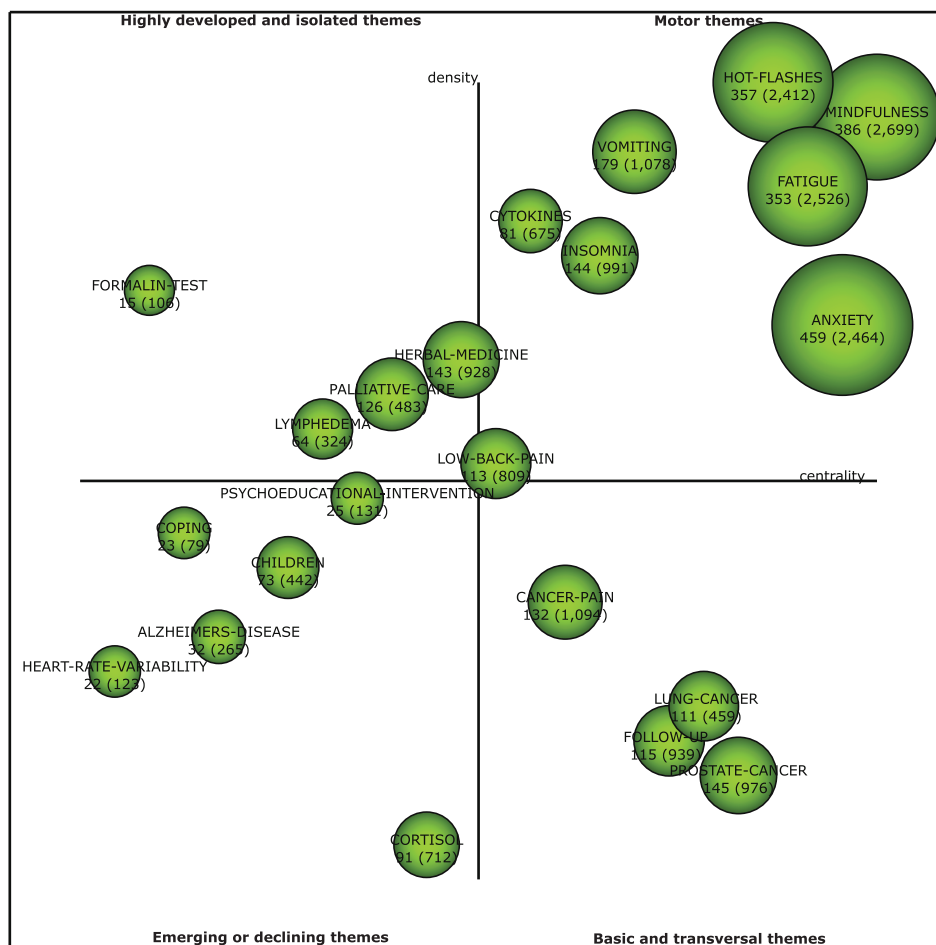 Highly developed and isolated themes
Motor themes
density
HOT-FLASHES
357 (2,412)
MINDFULNESS
386 (2,699)
VOMITING
179 (1,078)
FATIGUE
353 (2,526)
CYTOKINES
81 (675)
INSOMNIA
144 (991)
FORMALIN-TEST
15 (106)
ANXIETY
459 (2,464)
HERBAL-MEDICINE
143 (928)
PALLIATIVE-CARE
126 (483)
LYMPHEDEMA
64 (324)
LOW-BACK-PAIN
113 (809)
centrality
PSYCHOEDUCATIONAL-INTERVENTION
25 (131)
COPING
23 (79)
CHILDREN
73 (442)
CANCER-PAIN
132 (1,094)
ALZHEIMERS-DISEASE
32 (265)
HEART-RATE-VARIABILITY
22 (123)
LUNG-CANCER
111 (459)
FOLLOW-UP
115 (939)
PROSTATE-CANCER
145 (976)
CORTISOL
91 (712)
Emerging or declining themes
Basic and transversal themes